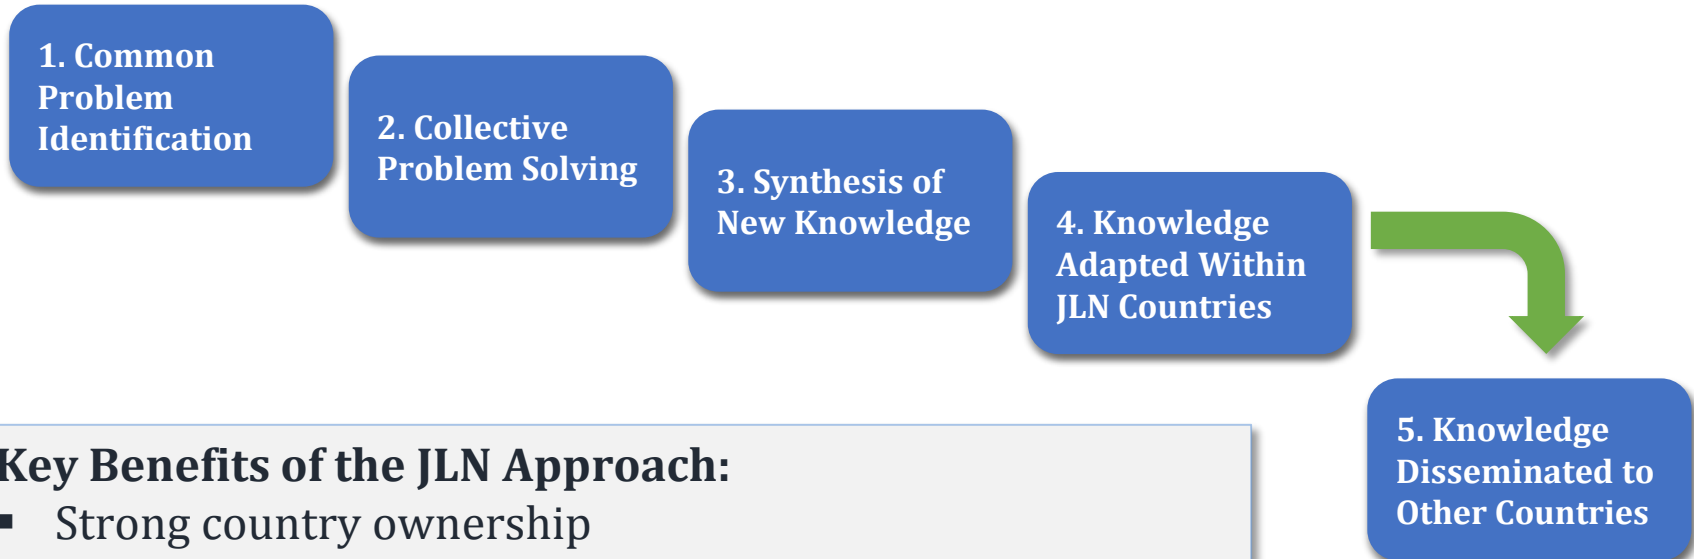 1. Common
Problem
Identification
2. Collective
Problem Solving
3. Synthesis of
New Knowledge
4. Knowledge
Adapted Within
JLN Countries
5. Knowledge
Disseminated to
Other Countries
Key Benefits of the JLN Approach:
▪ Strong country ownership